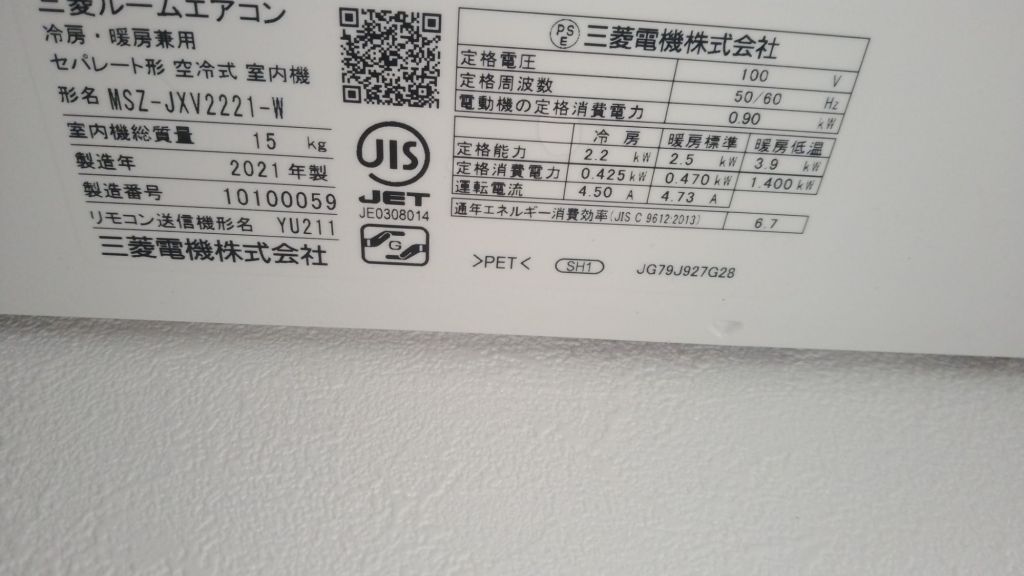 三菱ルームエアコン
冷房・暖房兼用
セパレート形 空冷式 室内機
形名 MSZ-JXV2221-W
室内機総質量 15 kg
製造年 2021年製
製造番号 10100059
リモコン送信機形名 YU211
三菱電機株式会社
JIS
JET
JE0308014
G
PSE 三菱電機株式会社
定格電圧 100 V
定格周波数 50/60 Hz
電動機の定格消費電力 0.90 kW
冷房 暖房標準 暖房低温
定格能力 2.2 kW 2.5 kW 3.9 kW
定格消費電力 0.425 kW 0.470 kW 1.400 kW
運転電流 4.50 A 4.73 A
通年エネルギー消費効率(JIS C 9612:2013) 6.7
>PET< SH1 JG79J927G28